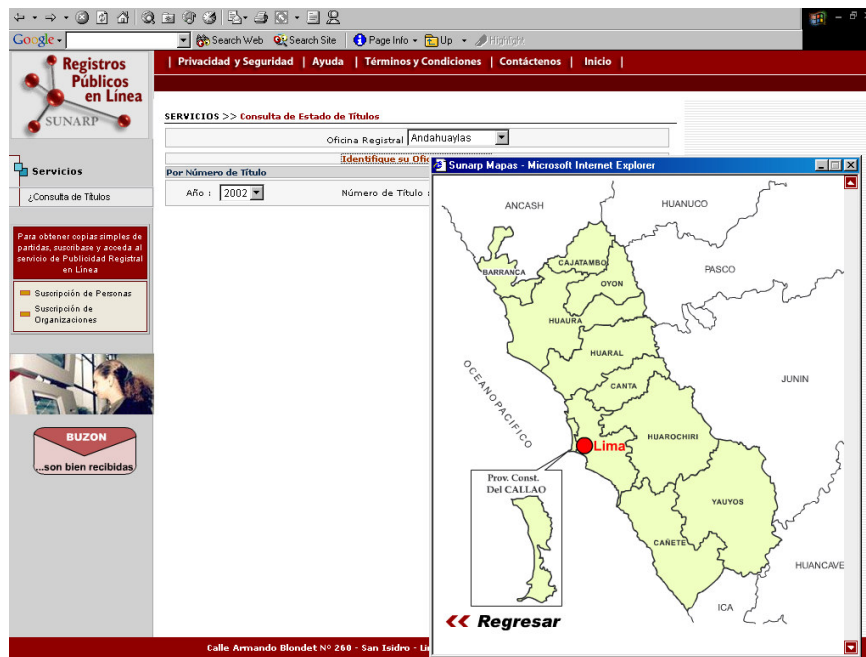 Google
Search Web
Search Site
Page Info
Up
Highlight
Registros
Públicos
en Línea
SUNARP
| Privacidad y Seguridad | Ayuda | Términos y Condiciones | Contáctenos | Inicio |
SERVICIOS >> Consulta de Estado de Títulos
Oficina Registral Andahuaylas
Identifique su Ofi
Por Número de Título
Año : 2002 Número de Título :
Servicios
¿Consulta de Títulos
Para obtener copias simples de
partidas, suscríbase y acceda al
servicio de Publicidad Registral
en Línea
Suscripción de Personas
Suscripción de
Organizaciones
BUZON
...son bien recibidas
Sunarp Mapas - Microsoft Internet Explorer
ANCASH
HUANUCO
CAJATAMBO
BARRANCA
PASCO
OYON
HUAURA
HUARAL
JUNIN
CANTA
OCEANO PACIFICO
HUAROCHIRI
Lima
Prov. Const.
Del CALLAO
YAUYOS
CAÑETE
HUANCAVE
ICA
<< Regresar
Calle Armando Blondet Nº 260 - San Isidro - Li